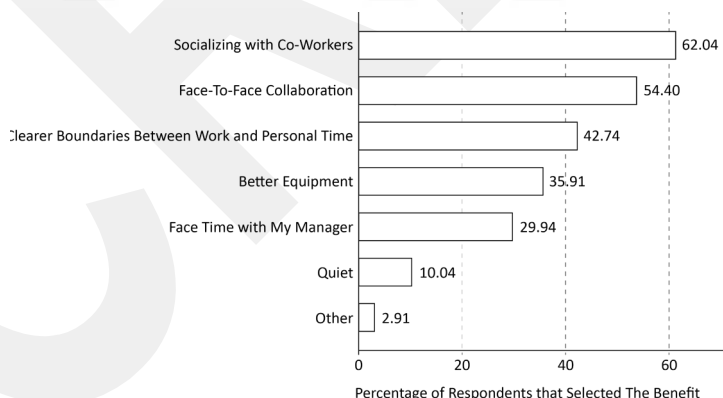 Socializing with Co-Workers 62.04
Face-To-Face Collaboration 54.40
Clearer Boundaries Between Work and Personal Time 42.74
Better Equipment 35.91
Face Time with My Manager 29.94
Quiet 10.04
Other 2.91
0 20 40 60
Percentage of Respondents that Selected The Benefit